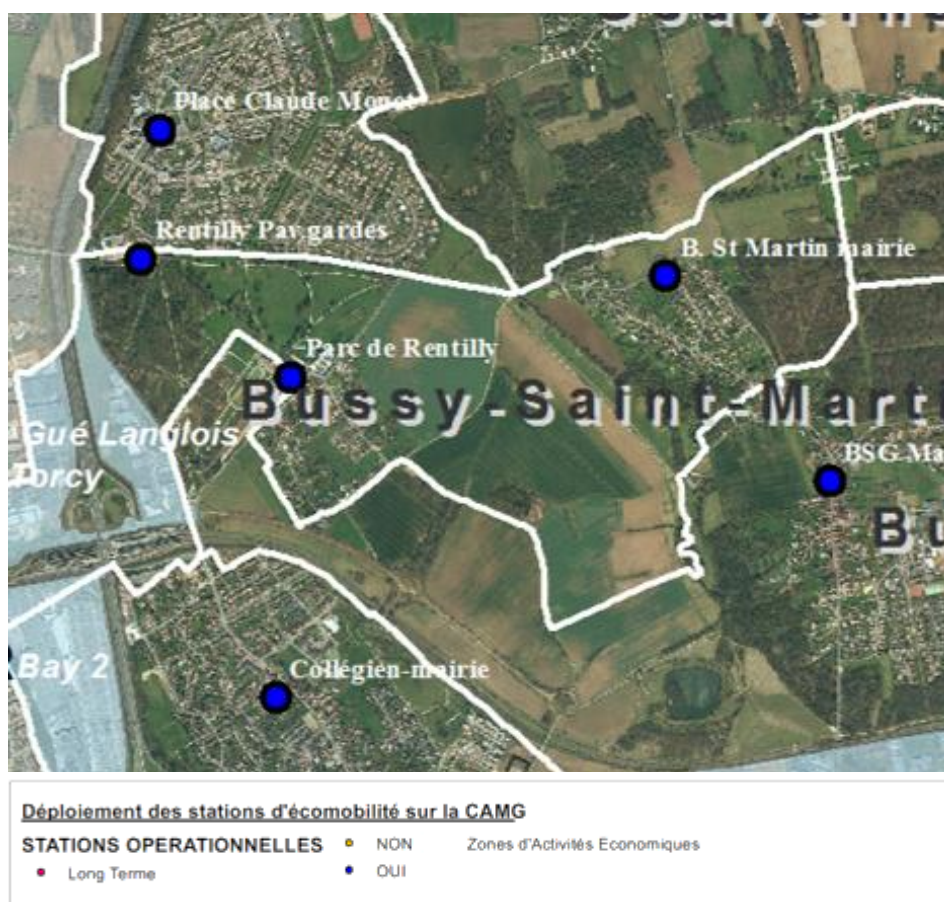 Place Claude Monet
Rentilly Pav gardes
B. St Martin mairie
Parc de Rentilly
Bussy-Saint-Marti
Gué Langlois
Torcy
BSG Ma
Bu
Bay 2
Collégien-mairie
Déploiement des stations d'écomobilité sur la CAMG
STATIONS OPERATIONNELLES
NON
Zones d'Activités Economiques
Long Terme
OUI